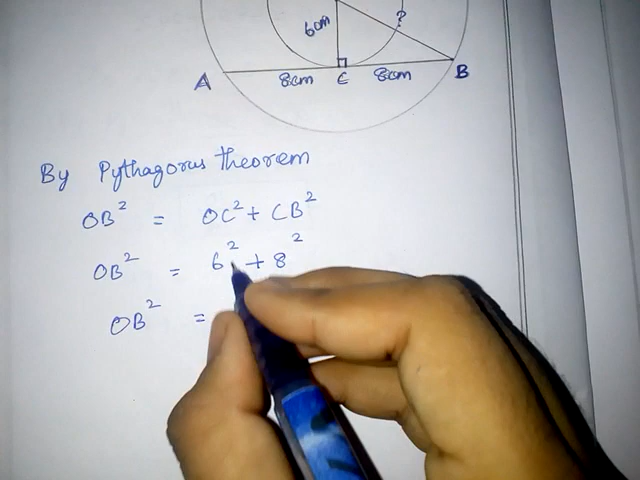 ?
6cm
A 8cm C 8cm B
By Pythagorus theorem
OB² = OC² + CB²
OB² = 6² + 8²
OB² =